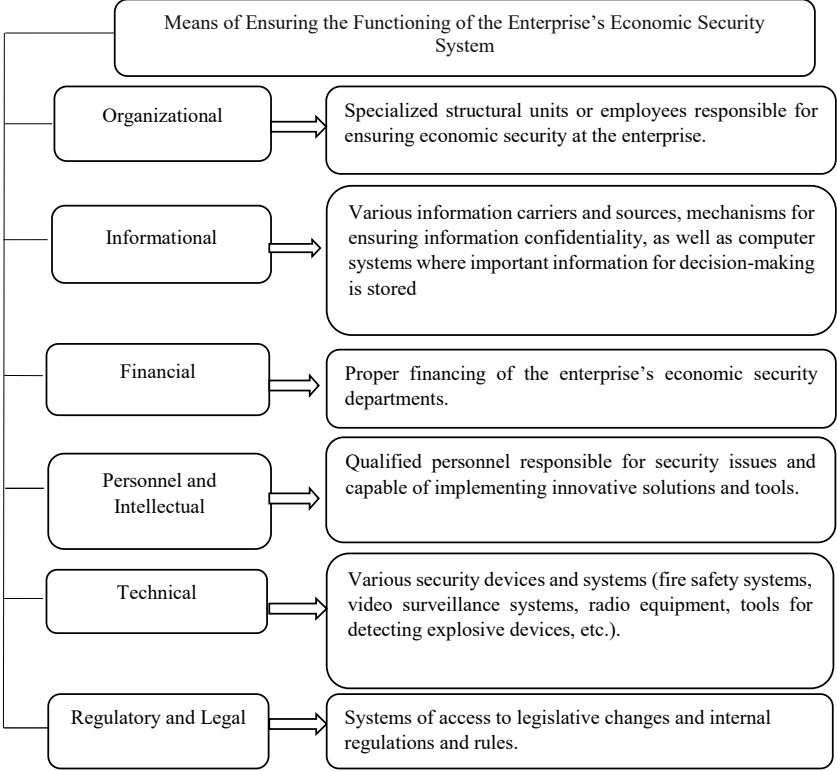 Means of Ensuring the Functioning of the Enterprise’s Economic Security
System
Organizational
Specialized structural units or employees responsible for
ensuring economic security at the enterprise.
Informational
Various information carriers and sources, mechanisms for
ensuring information confidentiality, as well as computer
systems where important information for decision-making
is stored
Financial
Proper financing of the enterprise’s economic security
departments.
Personnel and
Intellectual
Qualified personnel responsible for security issues and
capable of implementing innovative solutions and tools.
Technical
Various security devices and systems (fire safety systems,
video surveillance systems, radio equipment, tools for
detecting explosive devices, etc.).
Regulatory and Legal
Systems of access to legislative changes and internal
regulations and rules.